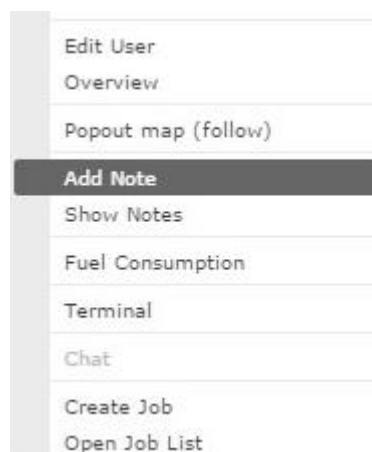 Edit User
Overview
Popout map (follow)
Add Note
Show Notes
Fuel Consumption
Terminal
Chat
Create Job
Open Job List